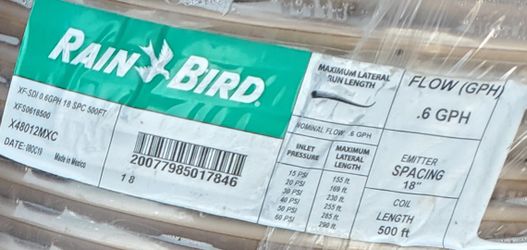 RAIN BIRD
XF-SDI 0.6GPH 18 SPC 500FT
XFS0618500
X48012MXC
Made in Mexico
20077985017846
1 8
MAXIMUM LATERAL
RUN LENGTH
NOMINAL FLOW .6 GPH
INLET PRESSURE MAXIMUM LATERAL LENGTH
15 PSI 155 ft
20 PSI 169 ft
30 PSI 230 ft
40 PSI 255 ft
50 PSI 285 ft
60 PSI 290 ft
FLOW (GPH)
.6 GPH
EMITTER
SPACING
18"
COIL
LENGTH
500 ft